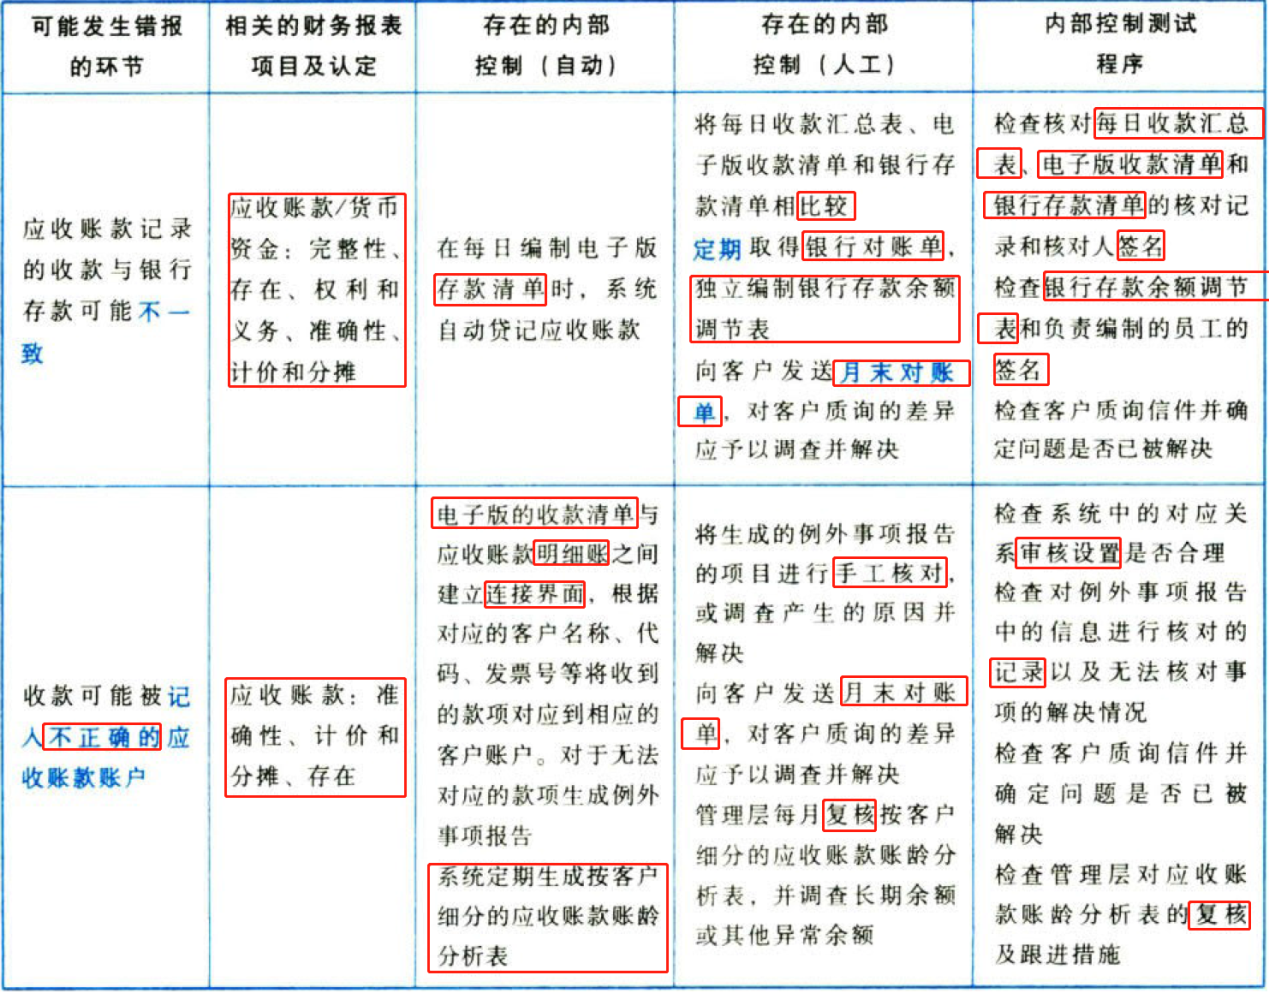 可能发生错报
的环节
相关的财务报表
项目及认定
存在的内部
控制（自动）
存在的内部
控制（人工）
内部控制测试
程序
应收账款记录
的收款与银行
存款可能不一
致
应收账款/货币
资金：完整性、
存在、权利和
义务、准确性、
计价和分摊
在每日编制电子版
存款清单时，系统
自动贷记应收账款
将每日收款汇总表、电
子版收款清单和银行存
款清单相比较
定期取得银行对账单，
独立编制银行存款余额
调节表
向客户发送月末对账
单，对客户质询的差异
应予以调查并解决
检查核对每日收款汇总
表、电子版收款清单和
银行存款清单的核对记
录和核对人签名
检查银行存款余额调节
表和负责编制的员工的
签名
检查客户质询信件并确
定问题是否已被解决
收款可能被记
入不正确的应
收账款账户
应收账款：准
确性、计价和
分摊、存在
电子版的收款清单与
应收账款明细账之间
建立连接界面，根据
对应的客户名称、代
码、发票号等将收到
的款项对应到相应的
客户账户。对于无法
对应的款项生成例外
事项报告
系统定期生成按客户
细分的应收账款账龄
分析表
将生成的例外事项报告
的项目进行手工核对，
或调查产生的原因并
解决
向客户发送月末对账
单，对客户质询的差异
应予以调查并解决
管理层每月复核按客户
细分的应收账款账龄分
析表，并调查长期余额
或其他异常余额
检查系统中的对应关
系审核设置是否合理
检查对例外事项报告
中的信息进行核对的
记录以及无法核对事
项的解决情况
检查客户质询信件并
确定问题是否已被
解决
检查管理层对应收账
款账龄分析表的复核
及跟进措施